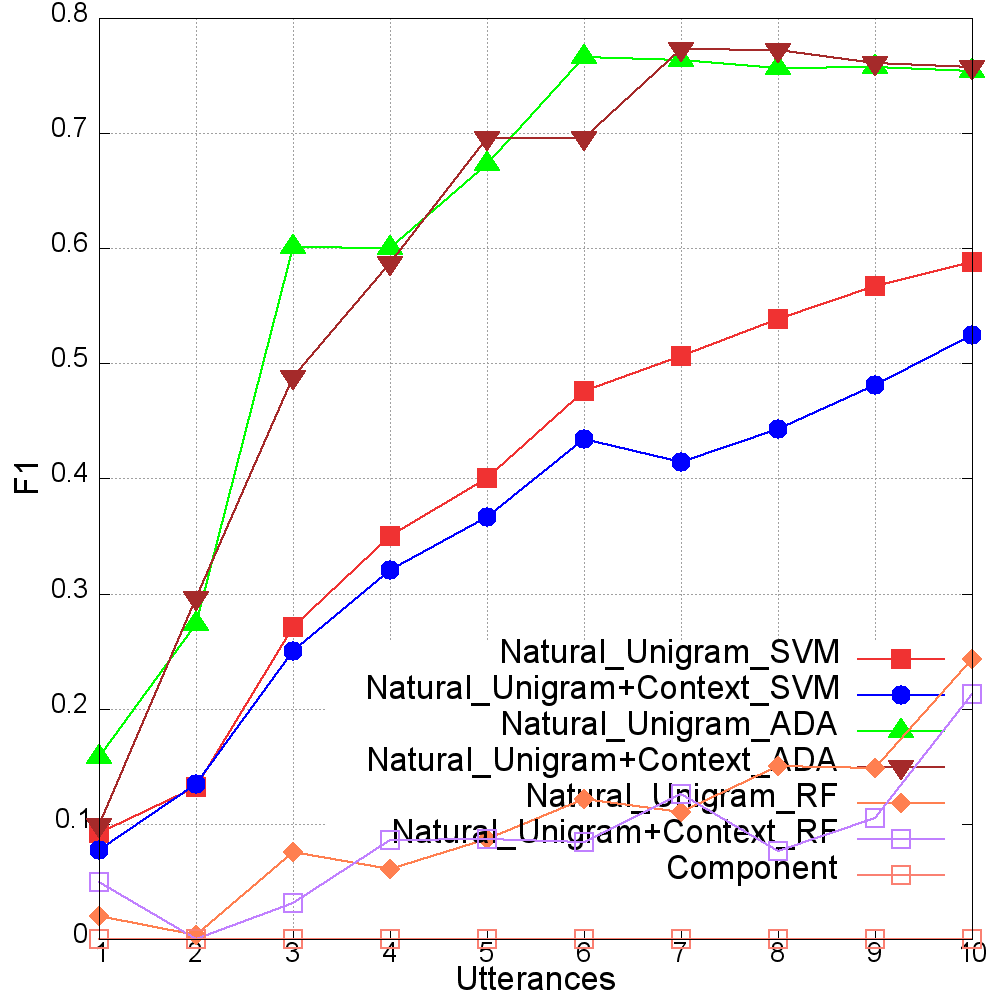 0.8
0.7
0.6
0.5
0.4
0.3
0.2
0.1
0
F1
Natural_Unigram_SVM
Natural_Unigram+Context_SVM
Natural_Unigram_ADA
Natural_Unigram+Context_ADA
Natural_Unigram_RF
Natural_Unigram+Context_RF
Component
1 2 3 4 5 6 7 8 9 10
Utterances